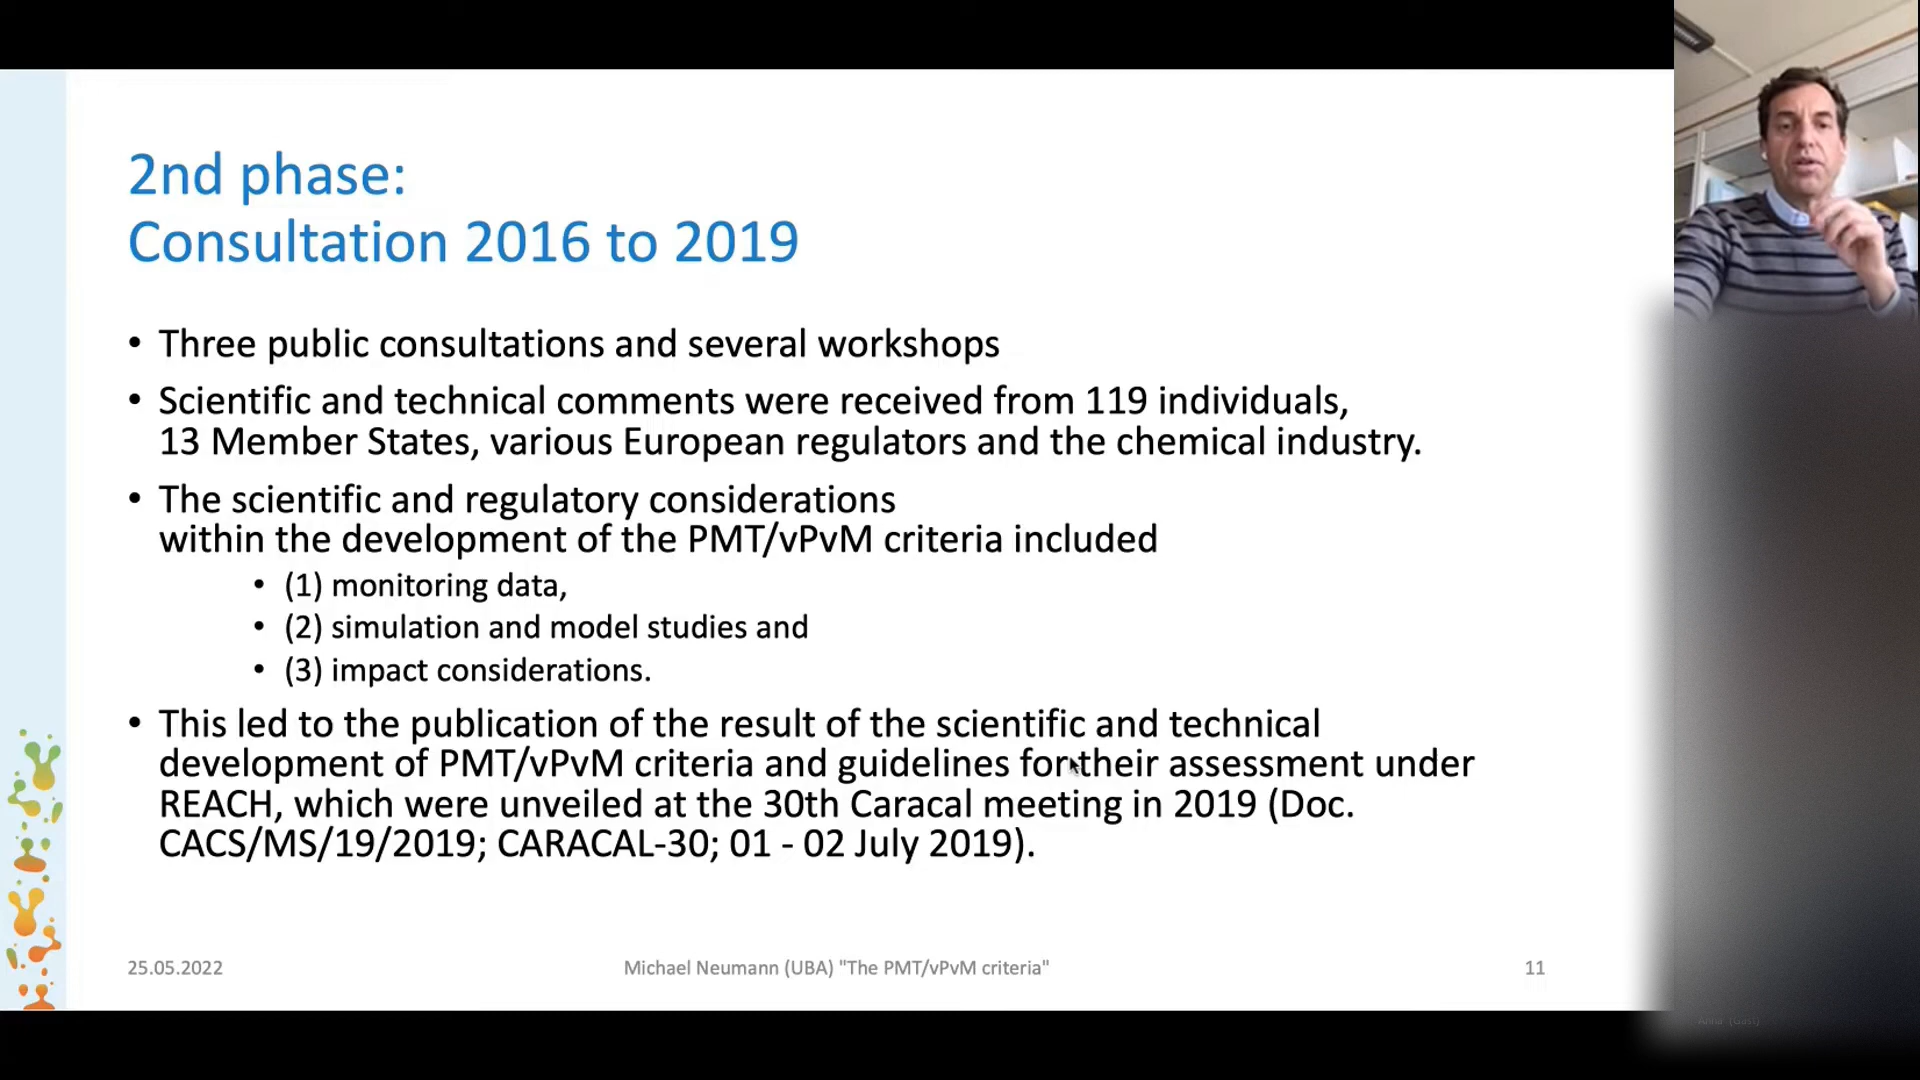 2nd phase:
Consultation 2016 to 2019
• Three public consultations and several workshops
• Scientific and technical comments were received from 119 individuals,
13 Member States, various European regulators and the chemical industry.
• The scientific and regulatory considerations
within the development of the PMT/vPvM criteria included
• (1) monitoring data,
• (2) simulation and model studies and
• (3) impact considerations.
• This led to the publication of the result of the scientific and technical
development of PMT/vPvM criteria and guidelines for their assessment under
REACH, which were unveiled at the 30th Caracal meeting in 2019 (Doc.
CACS/MS/19/2019; CARACAL-30; 01 - 02 July 2019).
25.05.2022
Michael Neumann (UBA) "The PMT/vPvM criteria"
11